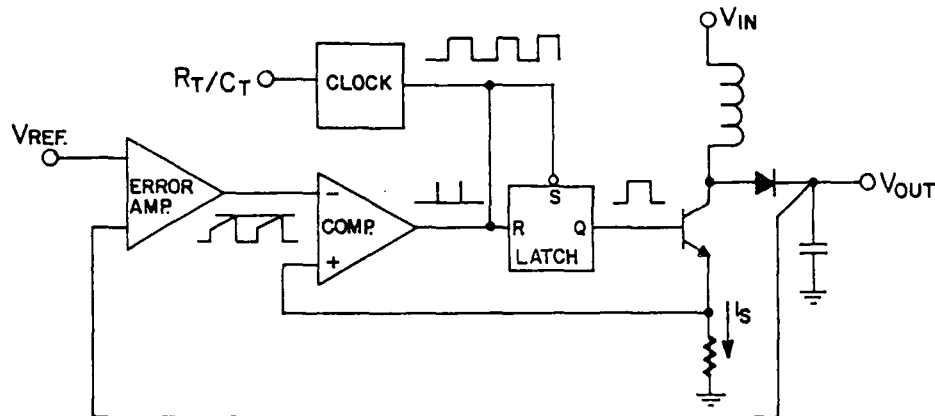 VIN
RT/CT
CLOCK
VREF.
ERROR
AMP.
−
COMP.
+
S
R
Q
LATCH
VOUT
IS